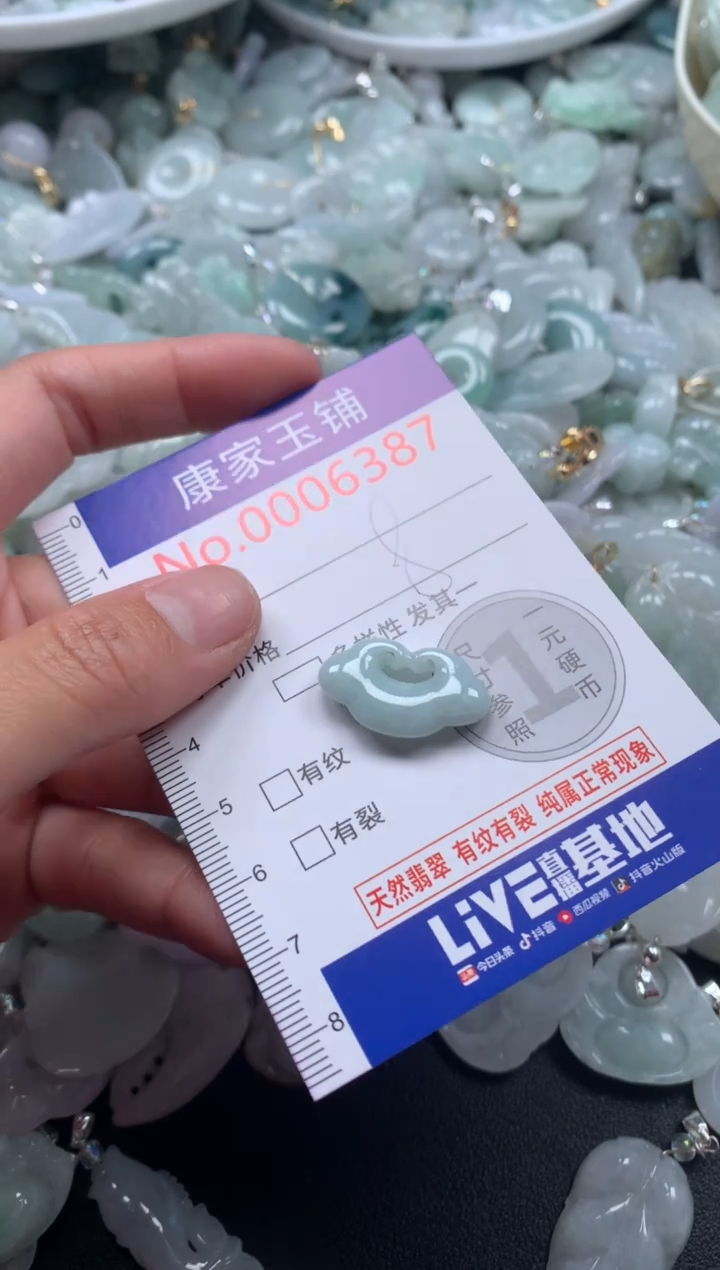 康家玉铺
No.0006387
8
价格
多样性 发其一
尺寸参照
1
一元硬币
有纹
有裂
天然翡翠 有纹有裂 纯属正常现象
LIVE直播基地
今日头条 抖音 西瓜视频 抖音火山版
0
1
4
5
6
7
8